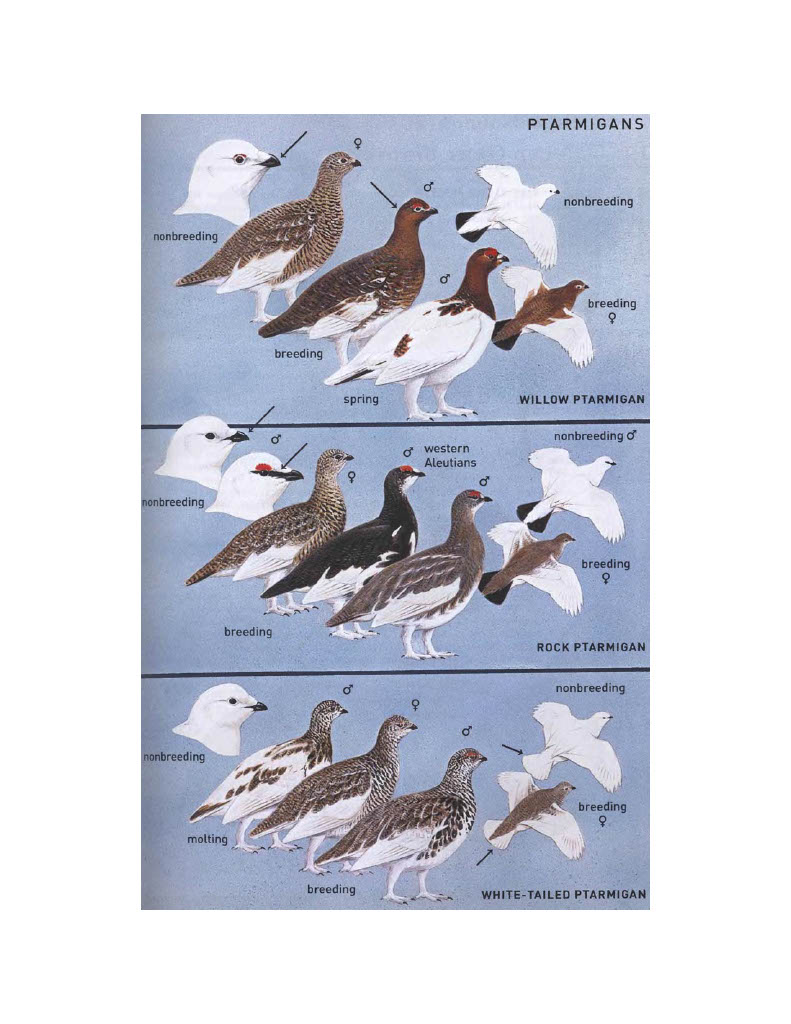 PTARMIGANS
♀
♂
nonbreeding
nonbreeding
♂
breeding
♀
breeding
spring
WILLOW PTARMIGAN
♂
nonbreeding ♂
♂ western
Aleutians
♀
♂
nonbreeding
breeding
♀
breeding
ROCK PTARMIGAN
nonbreeding
♂
♀
♂
nonbreeding
breeding
♀
molting
breeding
WHITE-TAILED PTARMIGAN